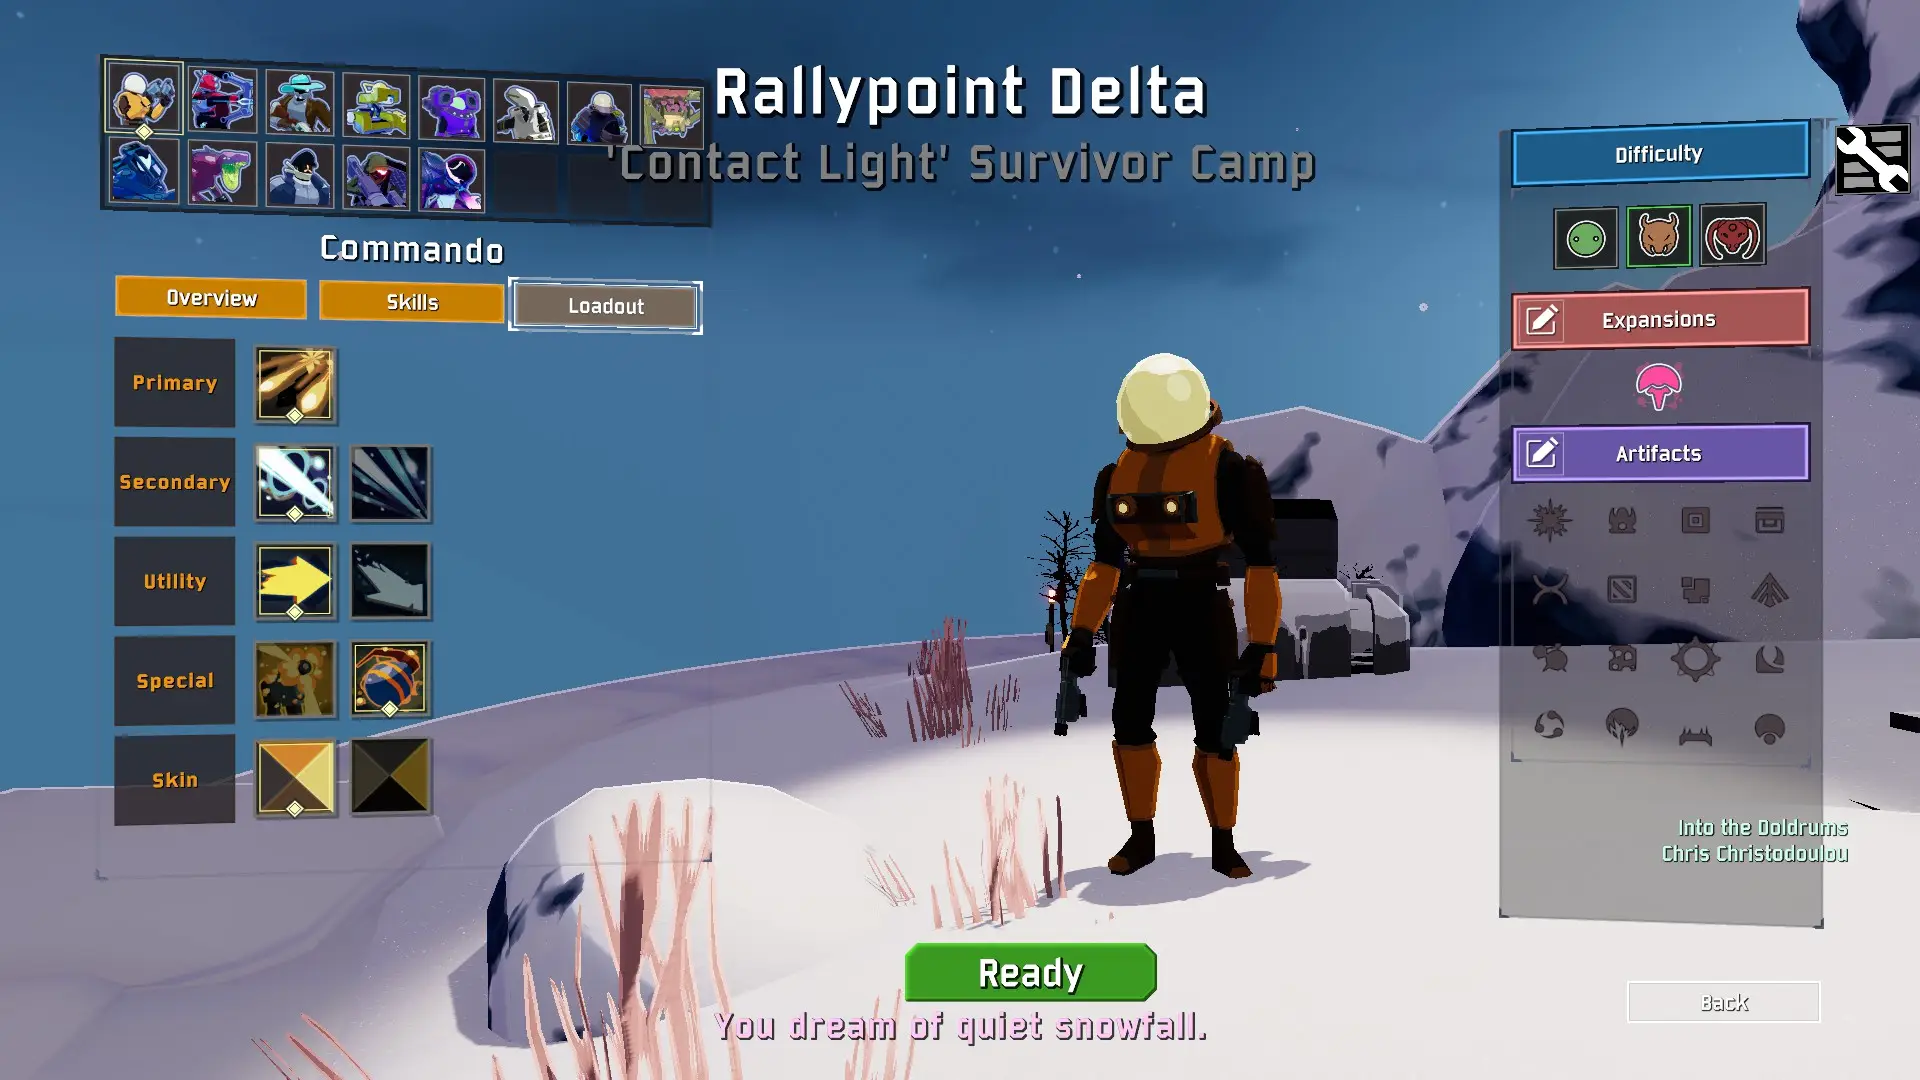 Rallypoint Delta
'Contact Light' Survivor Camp
Commando
Overview
Skills
Loadout
Primary
Secondary
Utility
Special
Skin
Difficulty
Expansions
Artifacts
Into the Doldrums
Chris Christodoulou
Ready
You dream of quiet snowfall.
Back